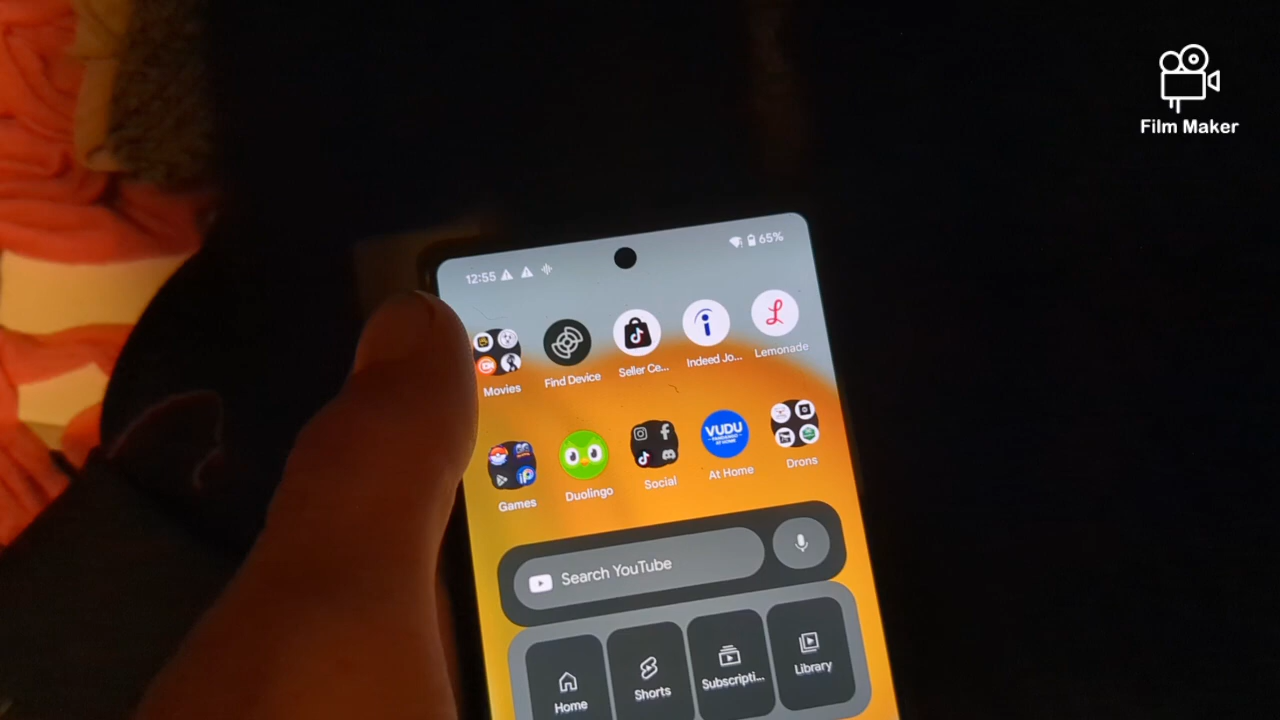 Film Maker
12:55
65%
Movies
Find Device
Seller Ce...
Indeed Jo...
Lemonade
Games
Duolingo
Social
VUDU
At Home
Drons
Search YouTube
Home
Shorts
Subscripti...
Library